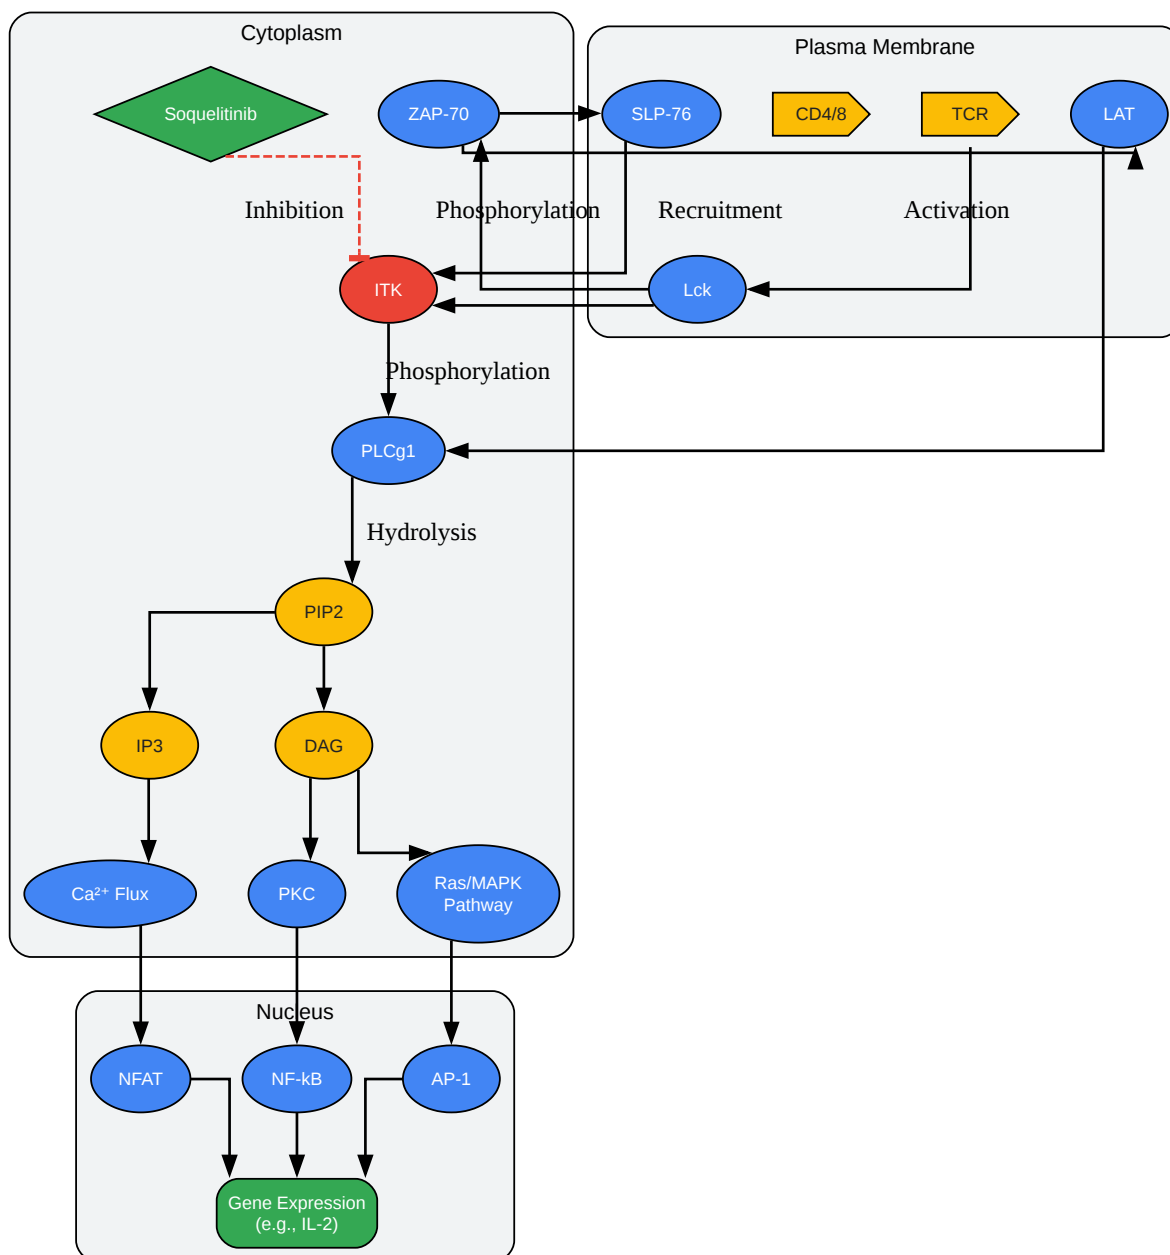 Cytoplasm
Plasma Membrane
Soquelitinib
ZAP-70
SLP-76
CD4/8
TCR
LAT
Inhibition
Phosphorylation
Recruitment
Activation
ITK
Lck
Phosphorylation
PLCg1
Hydrolysis
PIP2
IP3
DAG
Ca²⁺ Flux
PKC
Ras/MAPK
Pathway
Nucleus
NFAT
NF-kB
AP-1
Gene Expression
(e.g., IL-2)